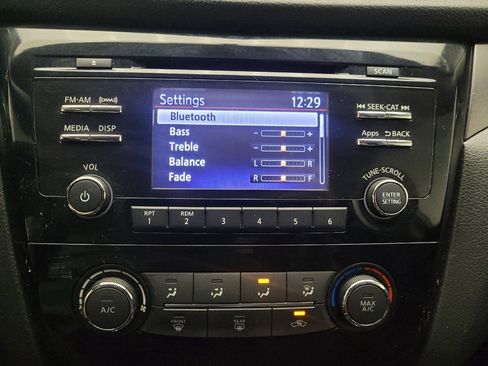 SCAN
FM·AM
SEEK·CAT
MEDIA
DISP
Apps
BACK
Settings 12:29
Bluetooth
Bass - +
Treble - +
Balance L R
Fade R F
VOL
TUNE·SCROLL
ENTER
SETTING
RPT
1
RDM
2
3
4
5
6
A/C
MAX
A/C
FRONT
REAR